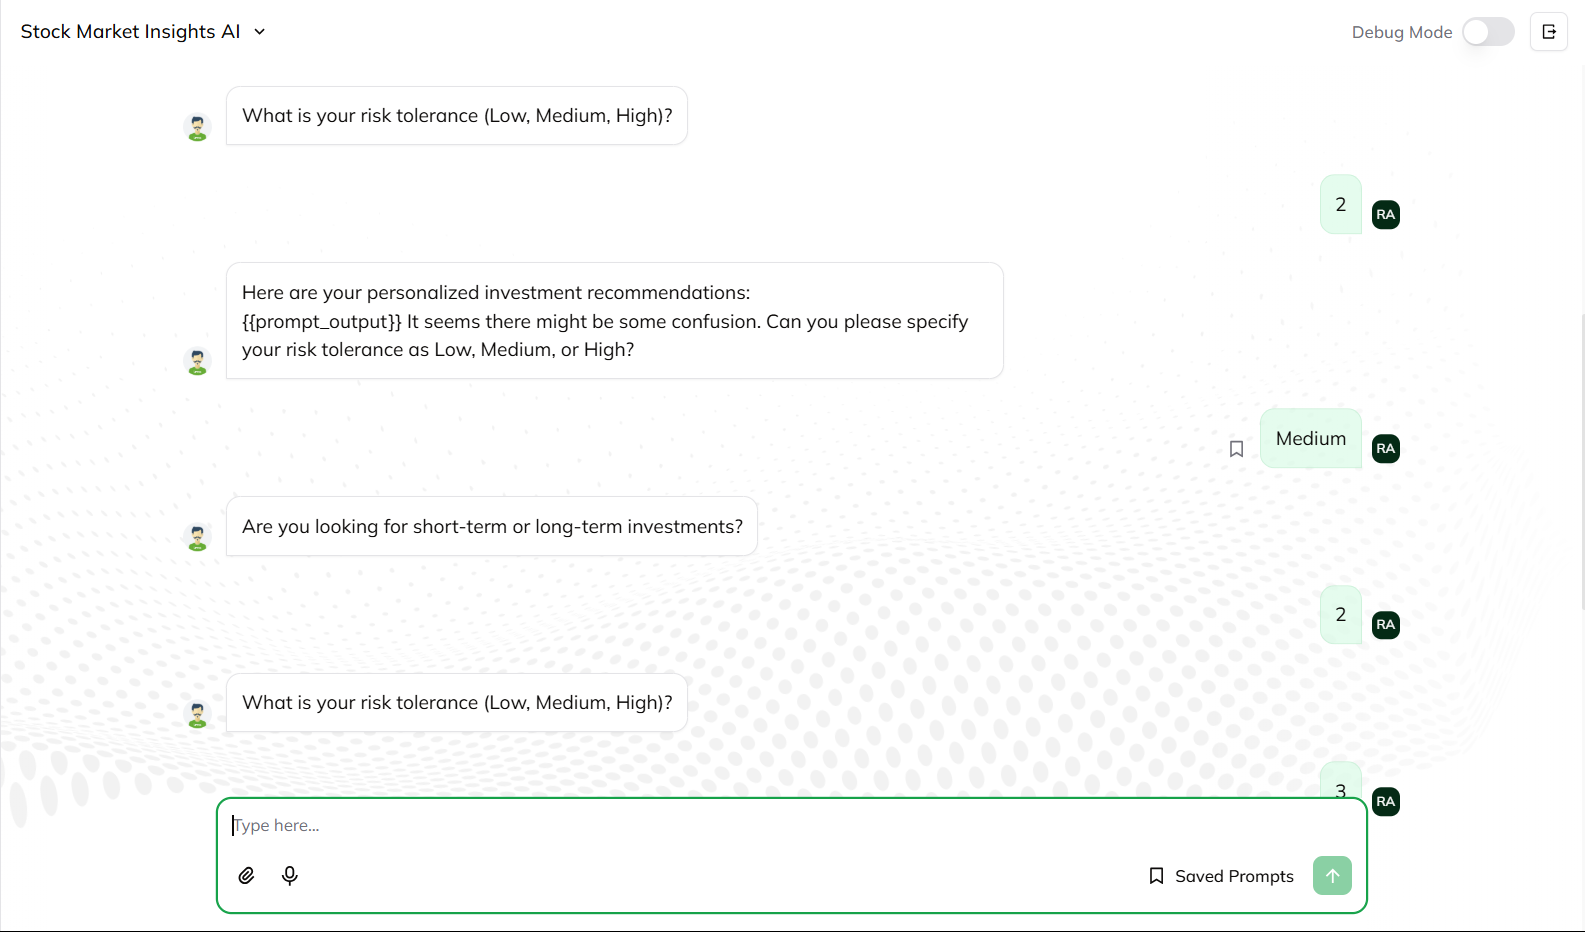 Stock Market Insights AI
Debug Mode
What is your risk tolerance (Low, Medium, High)?
2
RA
Here are your personalized investment recommendations:
{{prompt_output}} It seems there might be some confusion. Can you please specify
your risk tolerance as Low, Medium, or High?
Medium
RA
Are you looking for short-term or long-term investments?
2
RA
What is your risk tolerance (Low, Medium, High)?
3
RA
Type here...
Saved Prompts